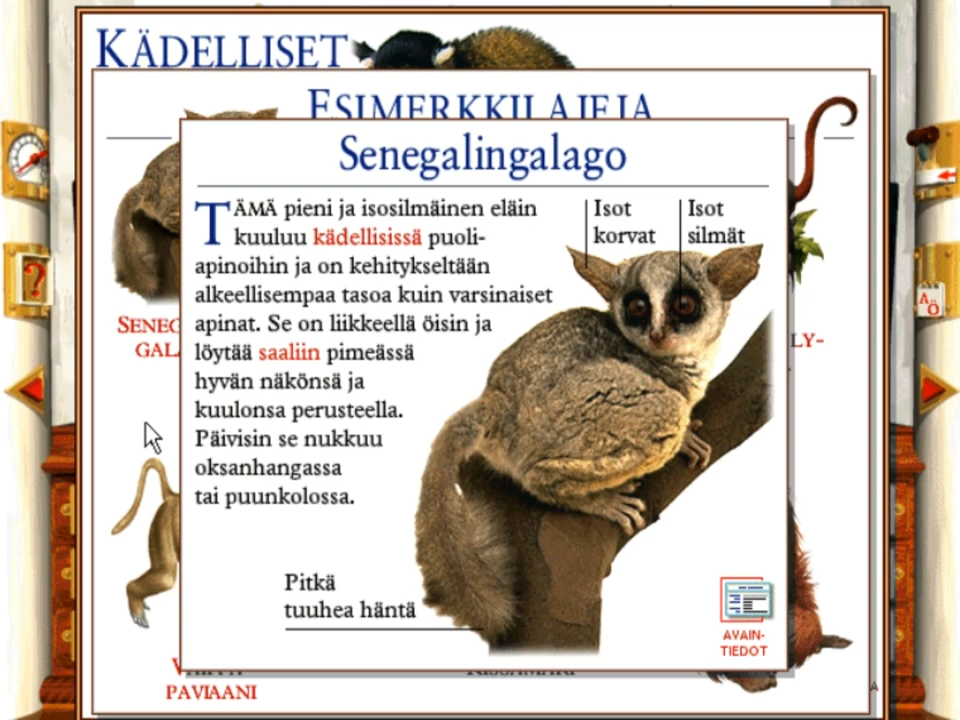 KÄDELLISET
ESIMERKKILAJEJA
Senegalingalago
TÄMÄ pieni ja isosilmäinen eläin
kuuluu kädellisissä puoli-
apinoihin ja on kehitykseltään
alkeellisempaa tasoa kuin varsinaiset
apinat. Se on liikkeellä öisin ja
löytää saaliin pimeässä
hyvän näkönsä ja
kuulonsa perusteella.
Päivisin se nukkuu
oksanhangassa
tai puunkolossa.
Isot
korvat
Isot
silmät
Pitkä
tuuhea häntä
AVAIN-
TIEDOT
SENEG
GAL
LY-
PAVIAANI
AÖ
?